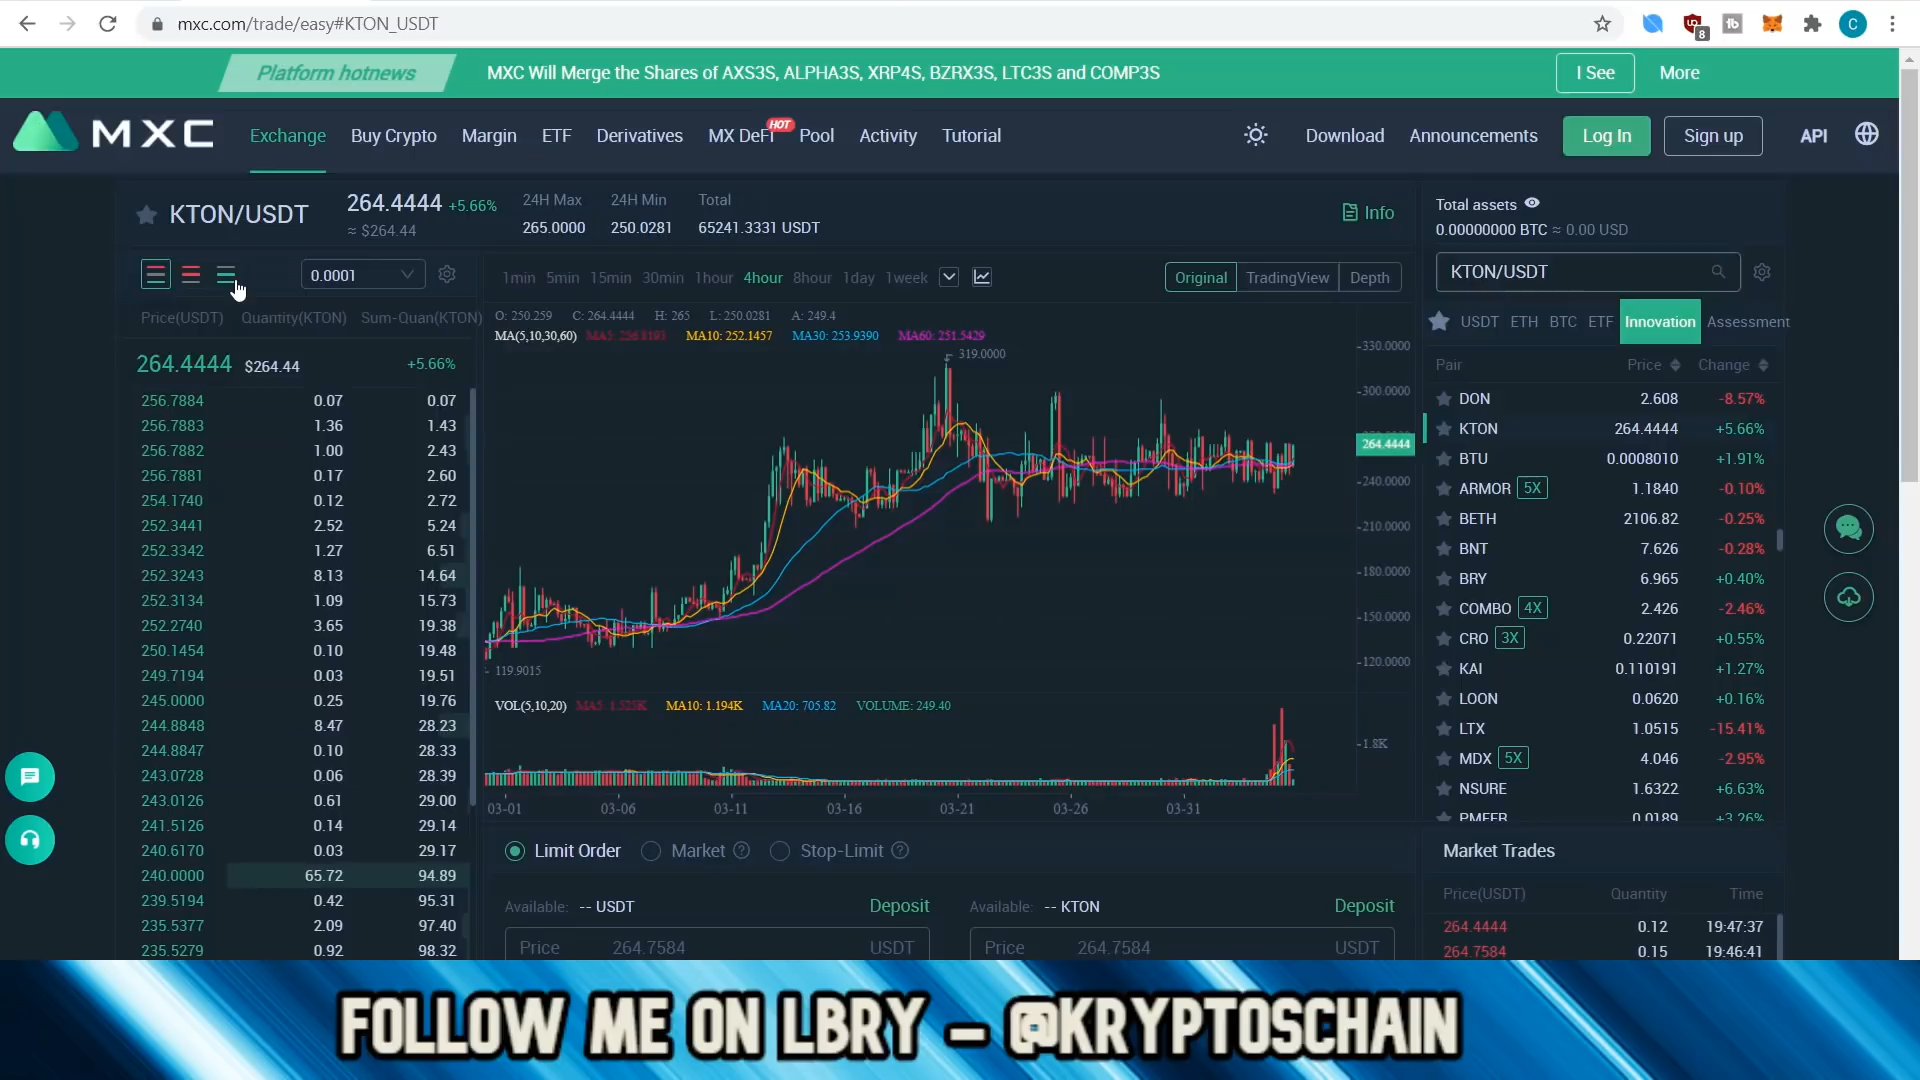 mxc.com/trade/easy#KTON_USDT
8
C
Platform hotnews
MXC Will Merge the Shares of AXS3S, ALPHA3S, XRP4S, BZRX3S, LTC3S and COMP3S
I See
More
MXC
Exchange
Buy Crypto
Margin
ETF
Derivatives
MX DeFi
HOT
Pool
Activity
Tutorial
Download
Announcements
Log In
Sign up
API
KTON/USDT
264.4444 +5.66%
≈ $264.44
24H Max
265.0000
24H Min
250.0281
Total
65241.3331 USDT
Info
0.0001
Price(USDT) Quantity(KTON) Sum-Quan(KTON)
264.4444 $264.44 +5.66%
256.7884 0.07 0.07
256.7883 1.36 1.43
256.7882 1.00 2.43
256.7881 0.17 2.60
254.1740 0.12 2.72
252.3441 2.52 5.24
252.3342 1.27 6.51
252.3243 8.13 14.64
252.3134 1.09 15.73
252.2740 3.65 19.38
250.1454 0.10 19.48
249.7194 0.03 19.51
245.0000 0.25 19.76
244.8848 8.47 28.23
244.8847 0.10 28.33
243.0728 0.06 28.39
243.0126 0.61 29.00
241.5126 0.14 29.14
240.6170 0.03 29.17
240.0000 65.72 94.89
239.5194 0.42 95.31
235.5377 2.09 97.40
235.5279 0.92 98.32
1min 5min 15min 30min 1hour 4hour 8hour 1day 1week
Original TradingView Depth
O: 250.259 C: 264.4444 H: 265 L: 250.0281 A: 249.4
MA(5,10,30,60) MA5: 256.8193 MA10: 252.1457 MA30: 253.9390 MA60: 251.5429
319.0000
119.9015
330.0000
300.0000
264.4444
240.0000
210.0000
180.0000
150.0000
120.0000
VOL(5,10,20) MA5: 1.525K MA10: 1.194K MA20: 705.82 VOLUME: 249.40
1.8K
03-01 03-06 03-11 03-16 03-21 03-26 03-31
Limit Order Market ? Stop-Limit ?
Available: -- USDT Deposit
Price 264.7584 USDT
Available: -- KTON Deposit
Price 264.7584 USDT
Total assets
0.00000000 BTC ≈ 0.00 USD
KTON/USDT
USDT ETH BTC ETF Innovation Assessment
Pair Price Change
DON 2.608 -8.57%
KTON 264.4444 +5.66%
BTU 0.0008010 +1.91%
ARMOR 5X 1.1840 -0.10%
BETH 2106.82 -0.25%
BNT 7.626 -0.28%
BRY 6.965 +0.40%
COMBO 4X 2.426 -2.46%
CRO 3X 0.22071 +0.55%
KAI 0.110191 +1.27%
LOON 0.0620 +0.16%
LTX 1.0515 -15.41%
MDX 5X 4.046 -2.95%
NSURE 1.6322 +6.63%
PMEER 0.0189 +3.26%
Market Trades
Price(USDT) Quantity Time
264.4444 0.12 19:47:37
264.7584 0.15 19:46:41
FOLLOW ME ON LBRY – @KRYPTOSCHAIN